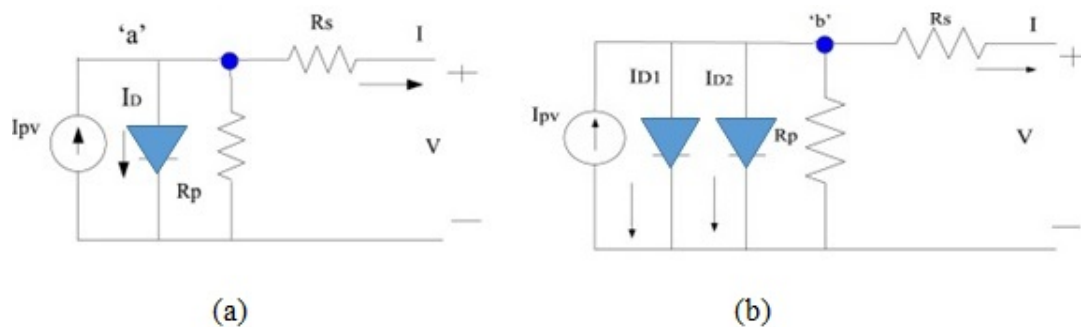 'a'
Rs
I
+
ID
Ipv
V
Rp
—
(a)
'b'
Rs
I
+
ID1
ID2
Ipv
Rp
V
—
(b)